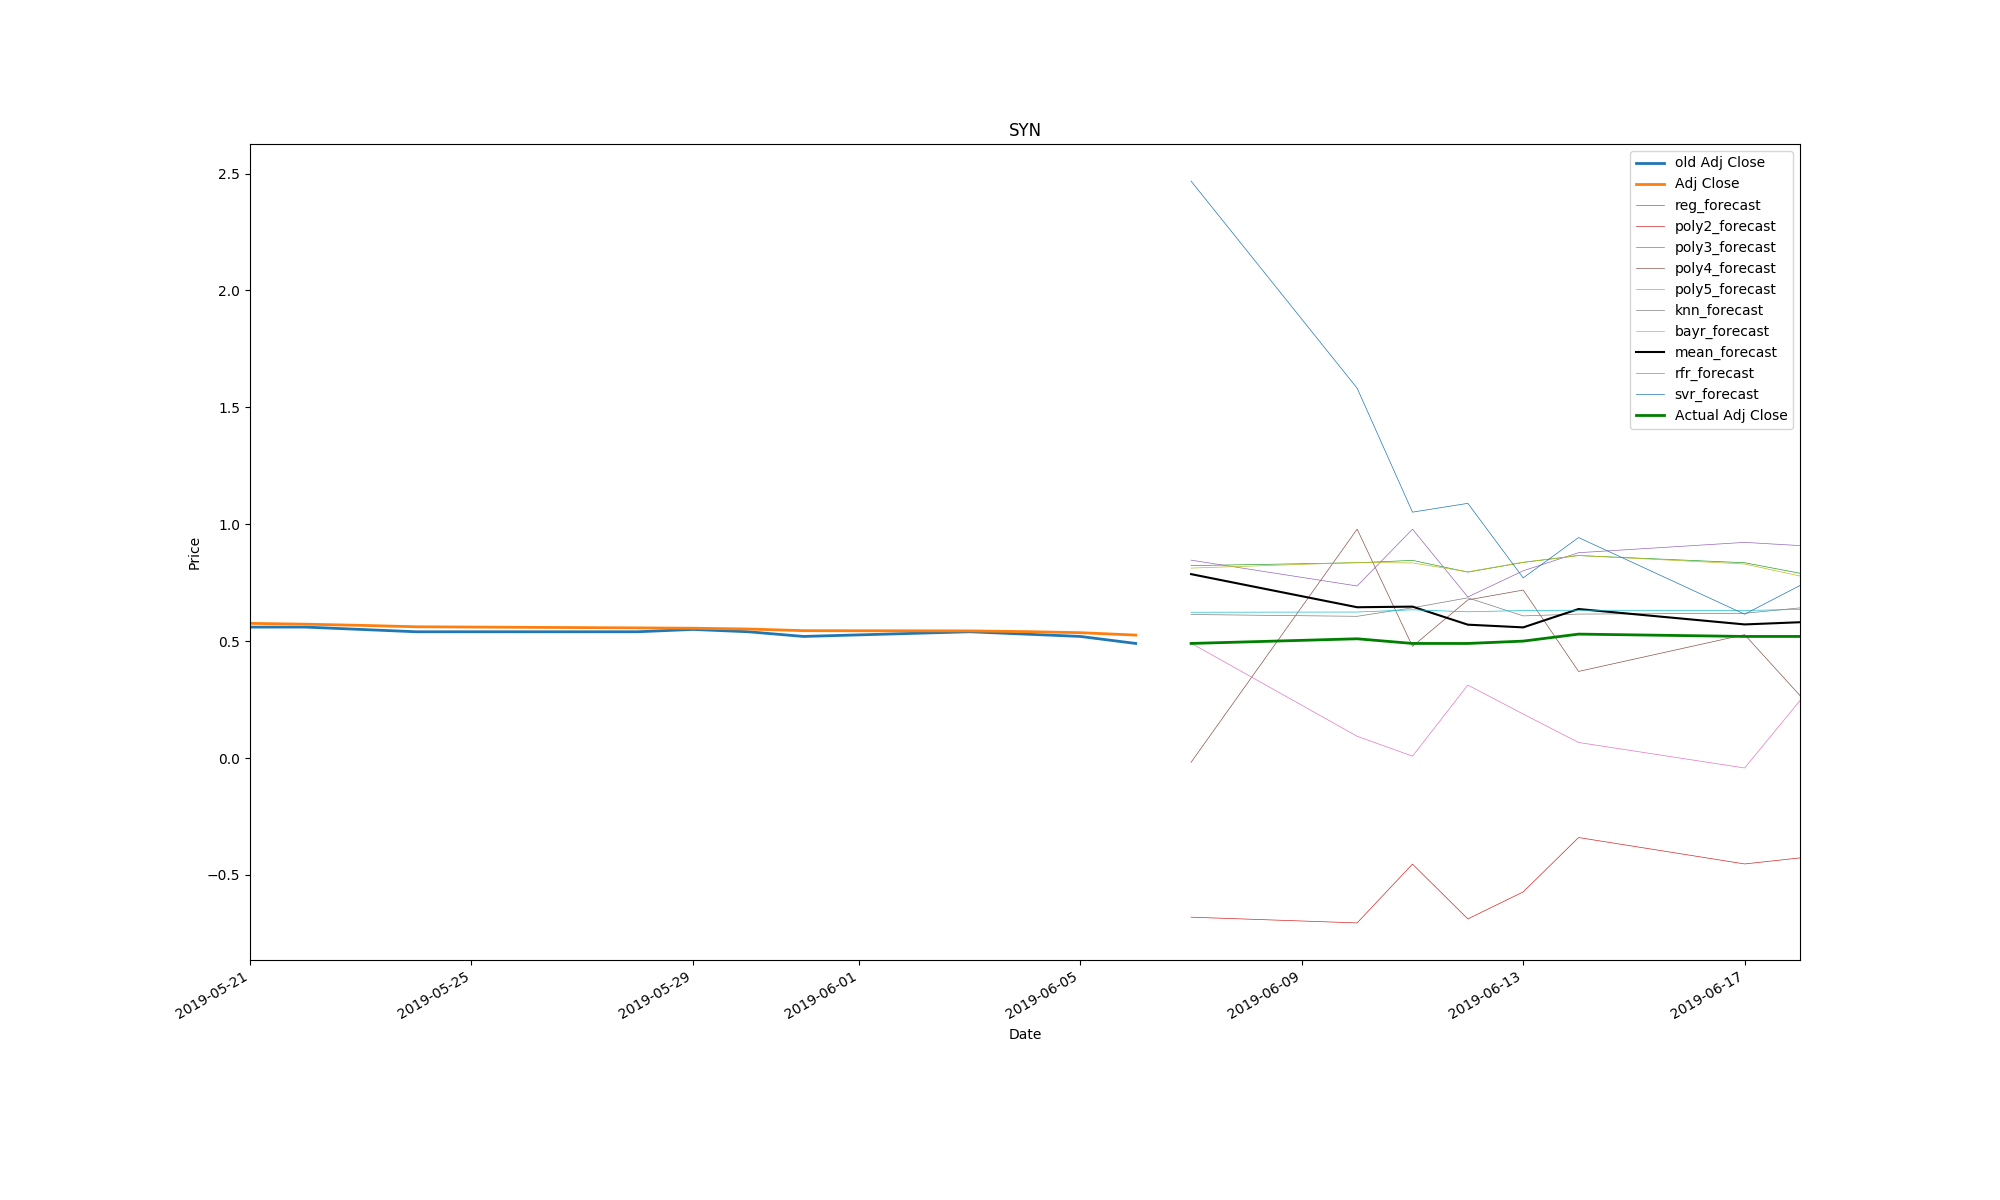 SYN
2.5
2.0
1.5
1.0
0.5
0.0
−0.5
Price
old Adj Close
Adj Close
reg_forecast
poly2_forecast
poly3_forecast
poly4_forecast
poly5_forecast
knn_forecast
bayr_forecast
mean_forecast
rfr_forecast
svr_forecast
Actual Adj Close
2019-05-21
2019-05-25
2019-05-29
2019-06-01
2019-06-05
2019-06-09
2019-06-13
2019-06-17
Date